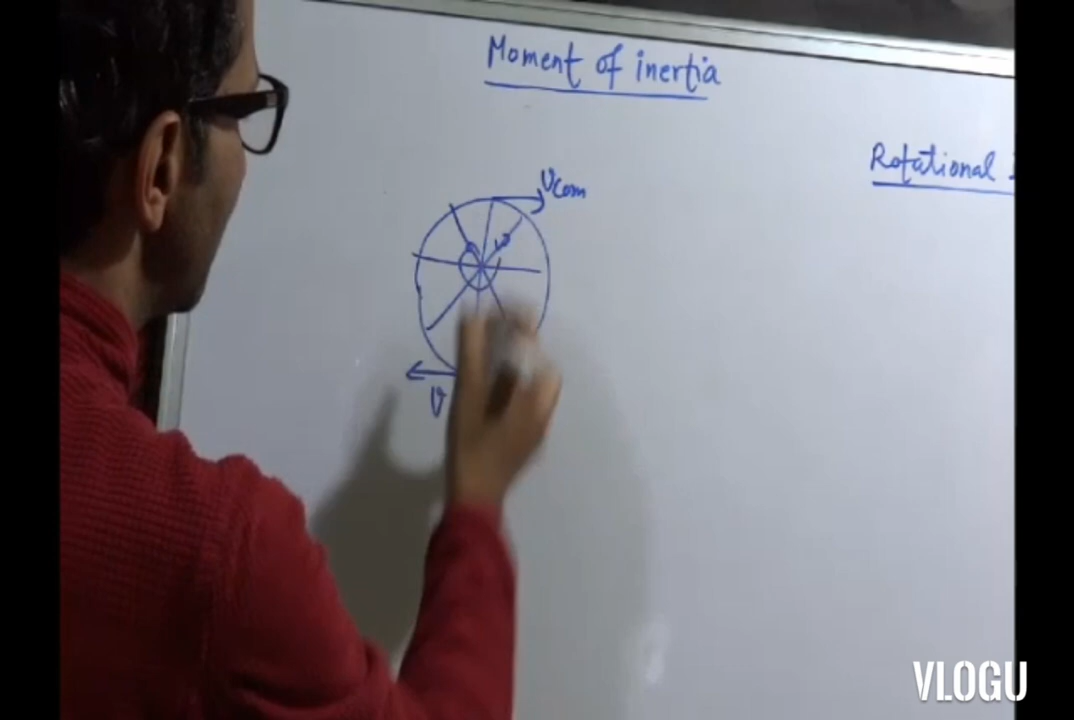 Moment of inertia
Rotational
Vcom
ω
V
VLOGU